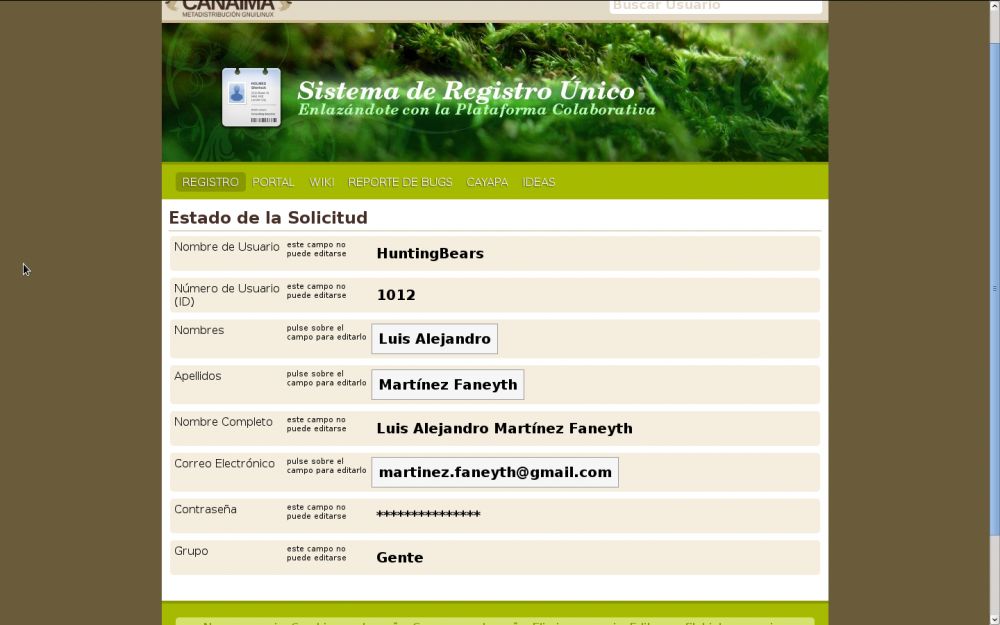 CANAIMA
METADISTRIBUCIÓN GNU/LINUX
Buscar Usuario
HOLMES
Sherlock
Sistema de Registro Único
Enlazándote con la Plataforma Colaborativa
REGISTRO PORTAL WIKI REPORTE DE BUGS CAYAPA IDEAS
Estado de la Solicitud
Nombre de Usuario
este campo no
puede editarse
HuntingBears
Número de Usuario
(ID)
este campo no
puede editarse
1012
Nombres
pulse sobre el
campo para editarlo
Luis Alejandro
Apellidos
pulse sobre el
campo para editarlo
Martínez Faneyth
Nombre Completo
este campo no
puede editarse
Luis Alejandro Martínez Faneyth
Correo Electrónico
pulse sobre el
campo para editarlo
martinez.faneyth@gmail.com
Contraseña
este campo no
puede editarse
***************
Grupo
este campo no
puede editarse
Gente